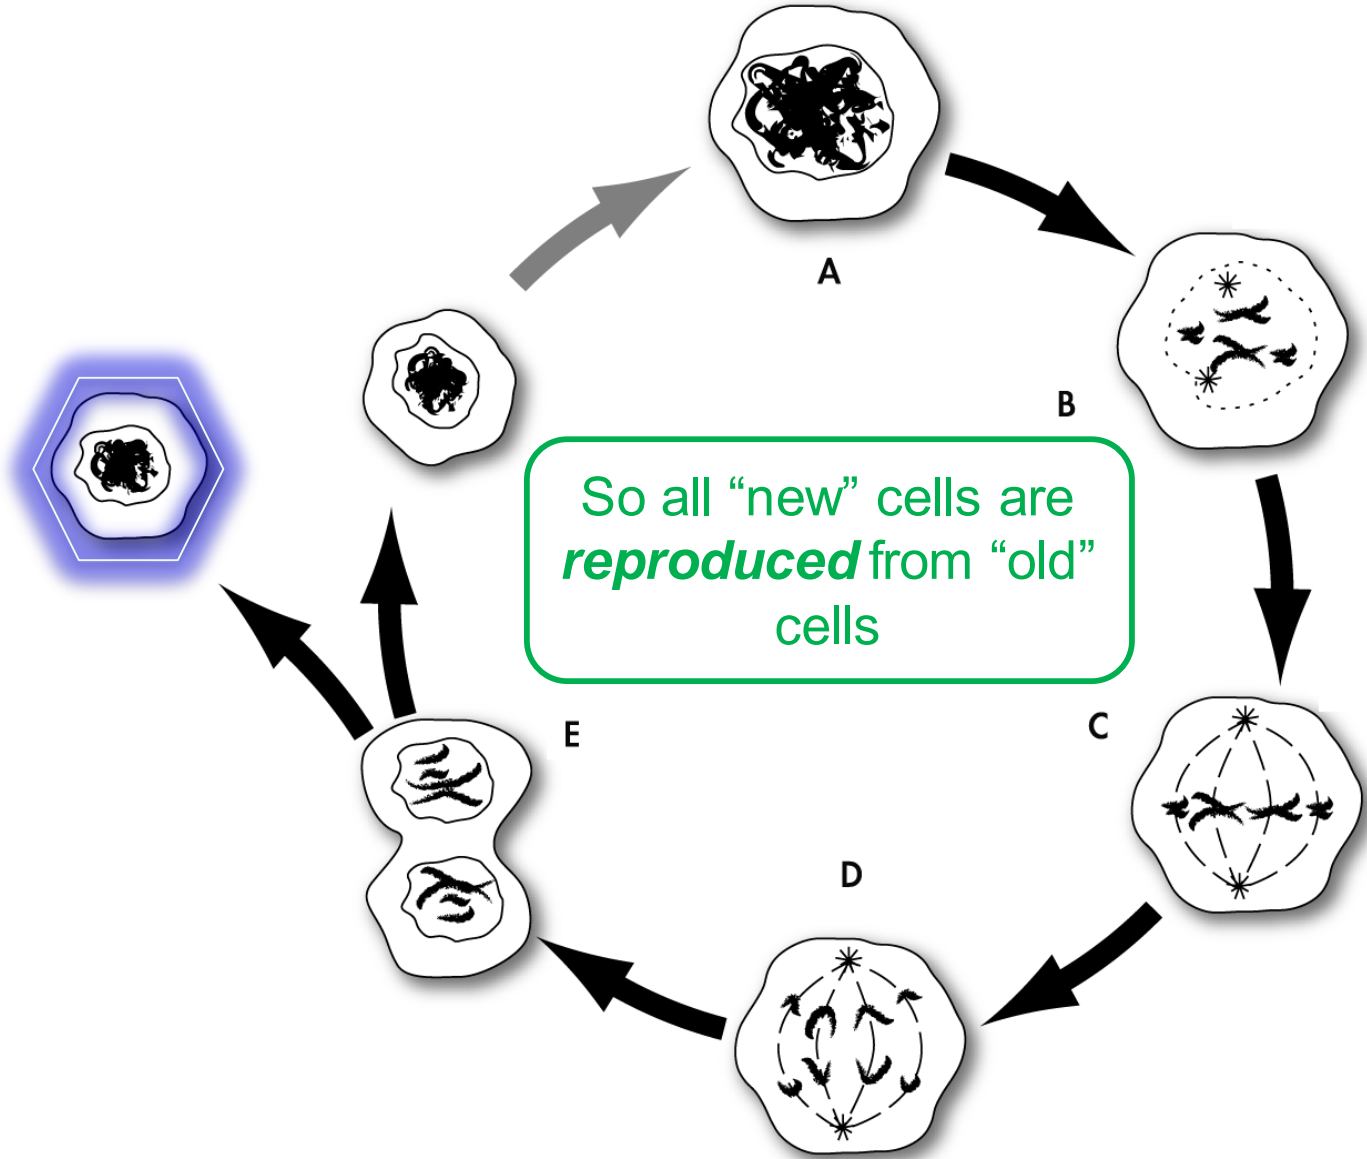 A
B
So all “new” cells are
reproduced from “old”
cells
C
E
D